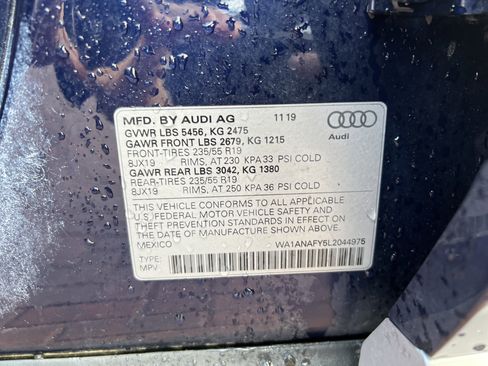 MFD. BY AUDI AG 11 19
GVWR LBS 5456, KG 2475
GAWR FRONT LBS 2679, KG 1215
FRONT-TIRES 235/55 R19
8JX19 RIMS, AT 230 KPA 33 PSI COLD
GAWR REAR LBS 3042, KG 1380
REAR-TIRES 235/55 R19
8JX19 RIMS, AT 250 KPA 36 PSI COLD
Audi
THIS VEHICLE CONFORMS TO ALL APPLICABLE
U.S. FEDERAL MOTOR VEHICLE SAFETY AND
THEFT PREVENTION STANDARDS IN EFFECT ON
THE DATE OF MANUFACTURE SHOWN ABOVE.
MEXICO WA1ANAFY5L2044975
TYPE:
MPV